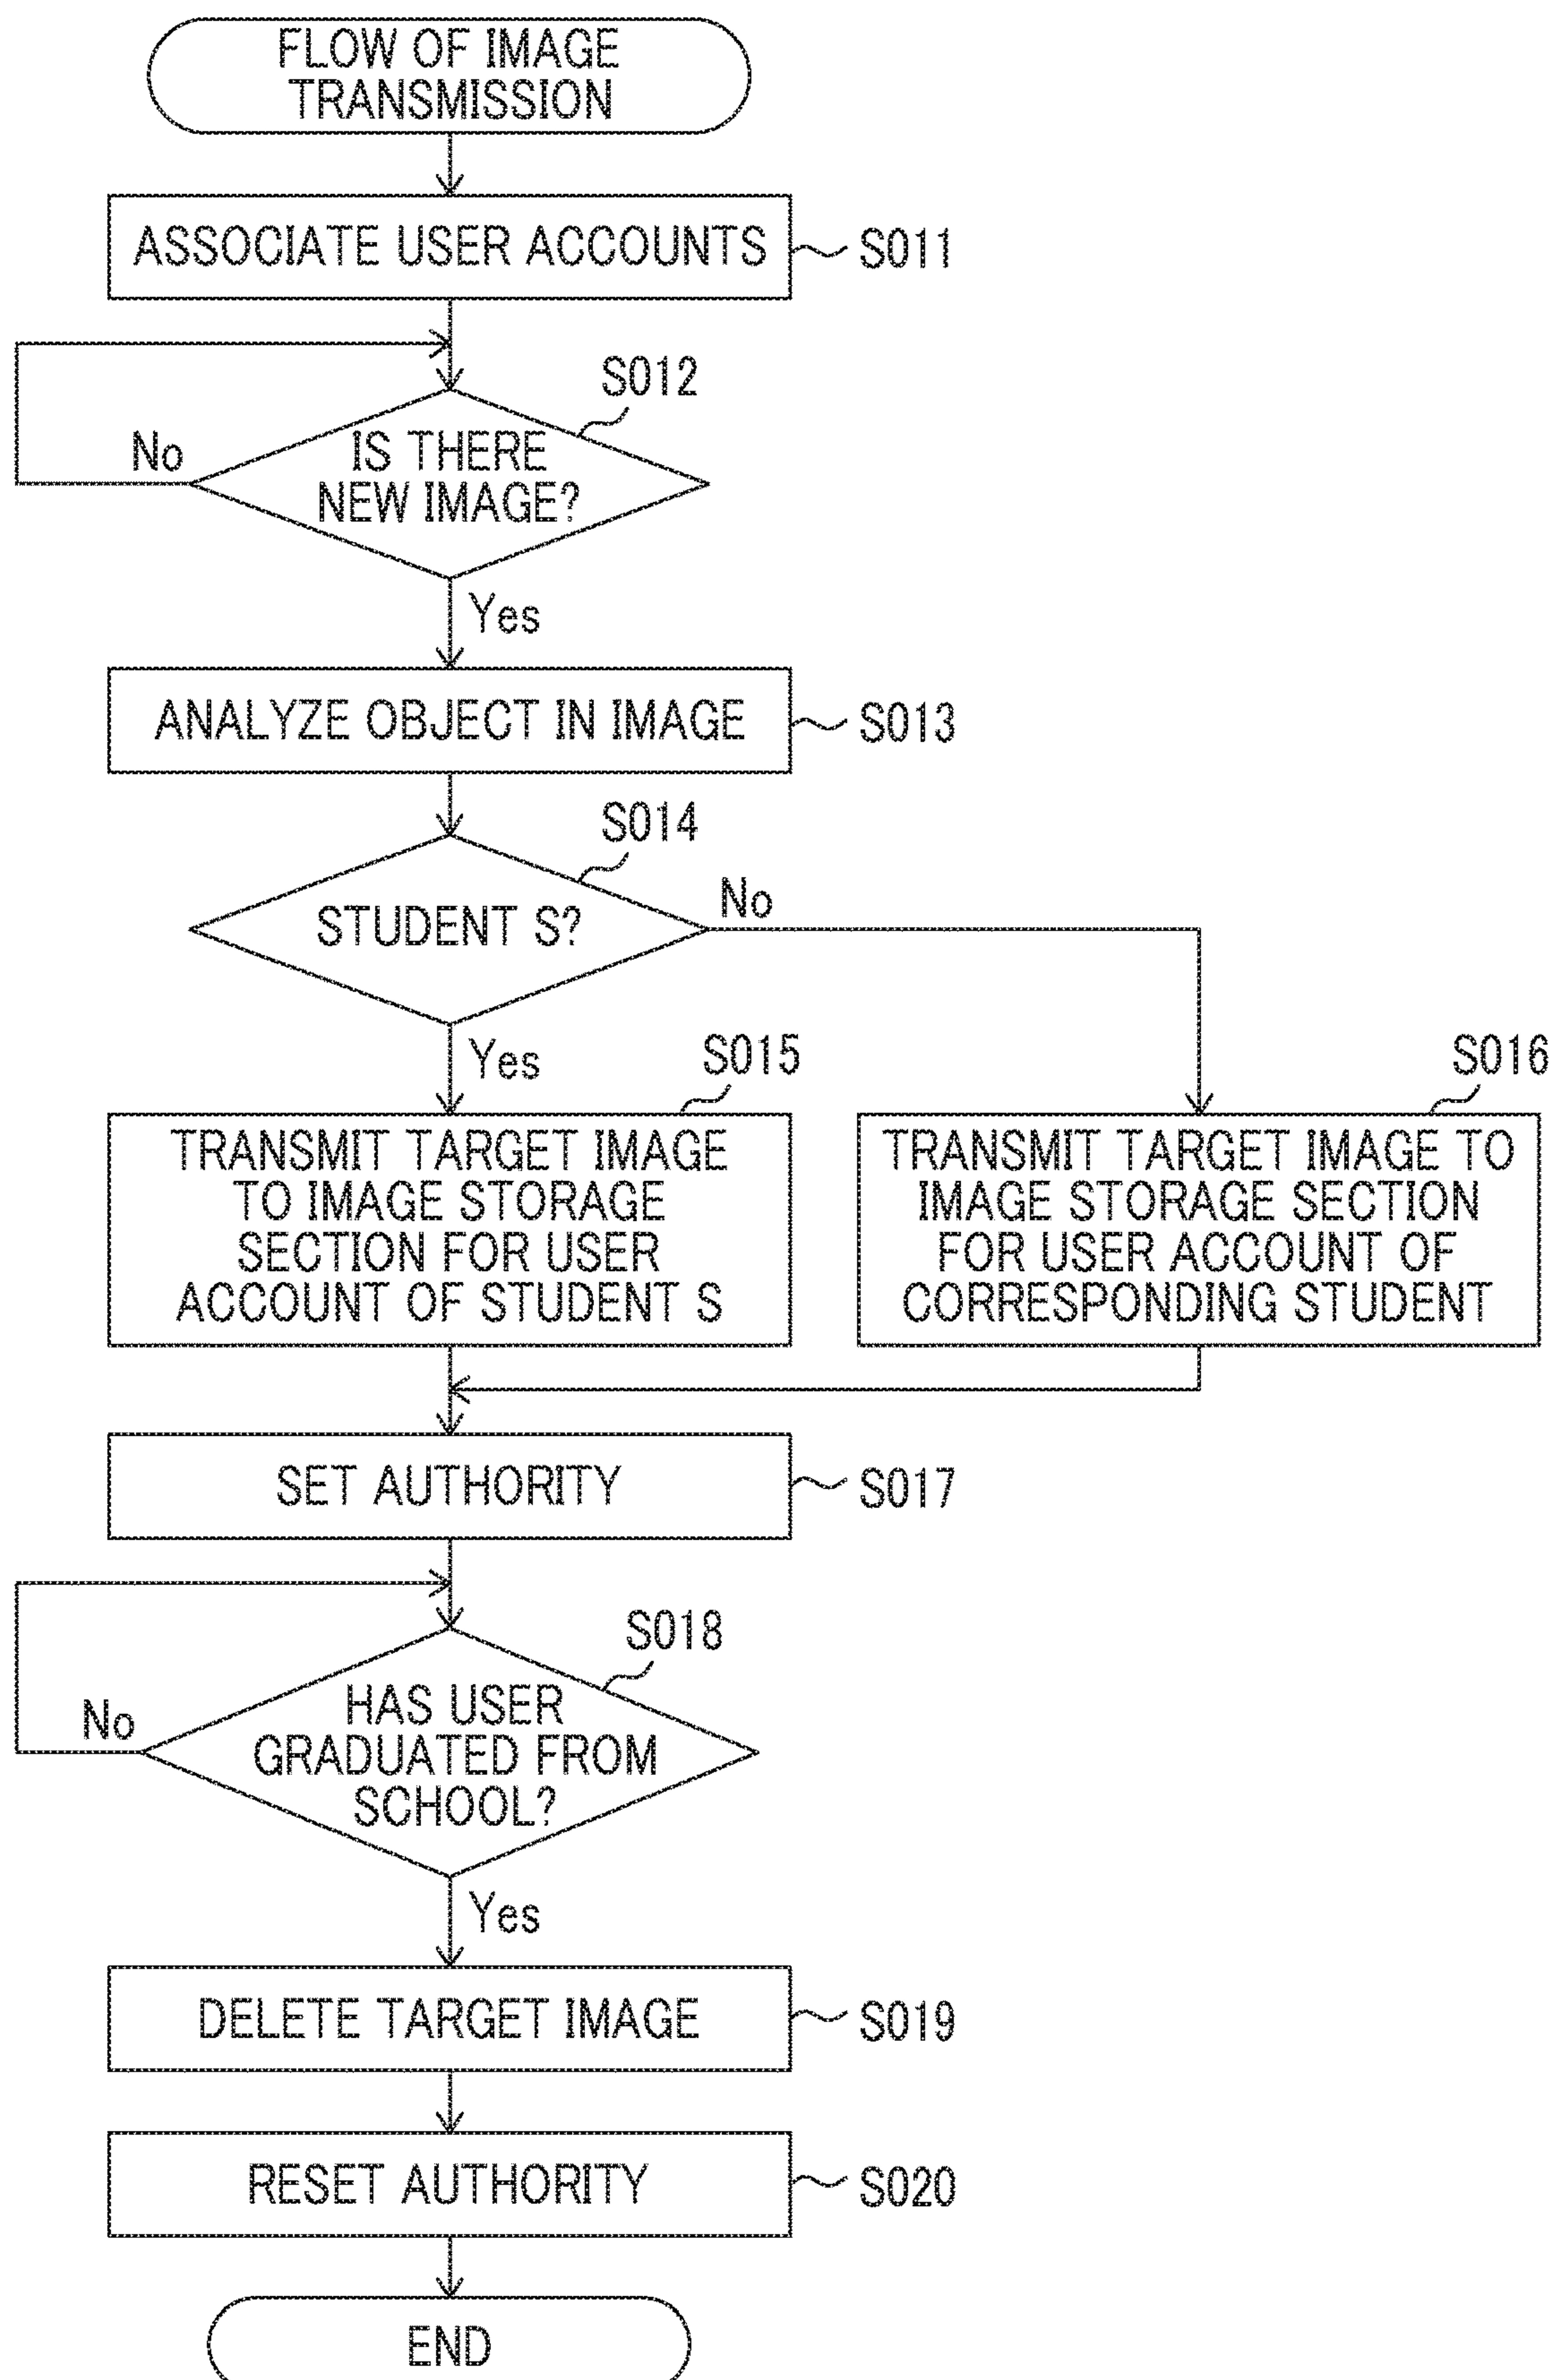 FLOW OF IMAGE
TRANSMISSION
ASSOCIATE USER ACCOUNTS
S011
S012
No
IS THERE
NEW IMAGE?
Yes
ANALYZE OBJECT IN IMAGE
S013
S014
STUDENT S?
No
Yes
S015
S016
TRANSMIT TARGET IMAGE
TO IMAGE STORAGE
SECTION FOR USER
ACCOUNT OF STUDENT S
TRANSMIT TARGET IMAGE TO
IMAGE STORAGE SECTION
FOR USER ACCOUNT OF
CORRESPONDING STUDENT
SET AUTHORITY
S017
S018
No
HAS USER
GRADUATED FROM
SCHOOL?
Yes
DELETE TARGET IMAGE
S019
RESET AUTHORITY
S020
END